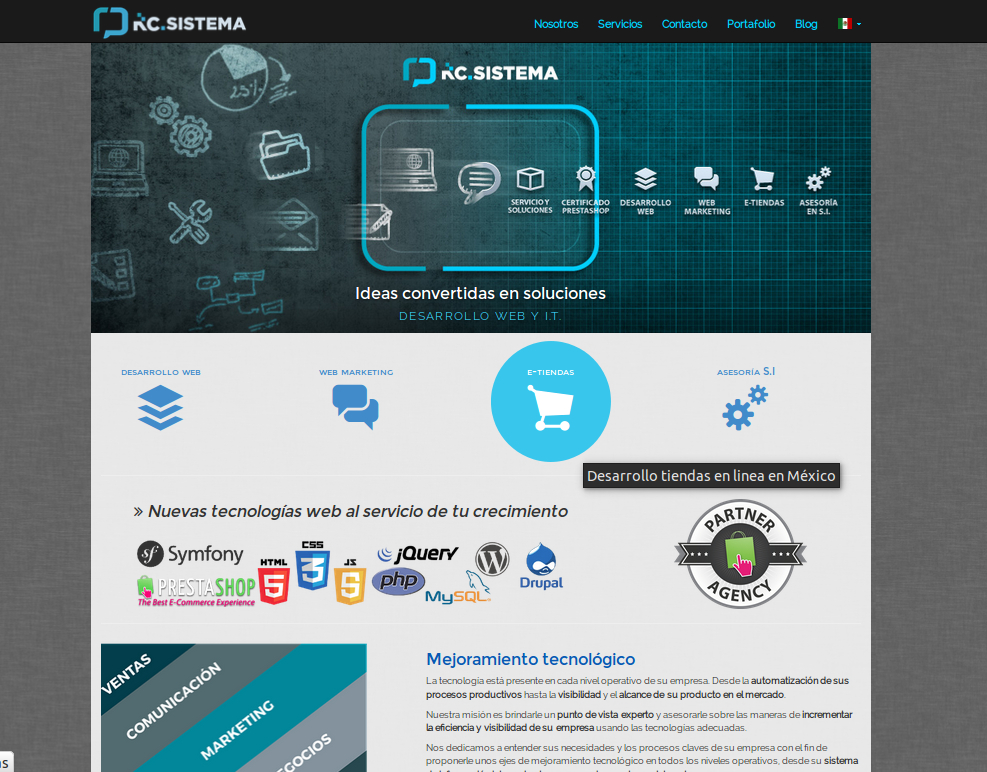 RC.SISTEMA
Nosotros Servicios Contacto Portafolio Blog
RC.SISTEMA
25%
SERVICIO Y SOLUCIONES
CERTIFICADO PRESTASHOP
DESARROLLO WEB
WEB MARKETING
E-TIENDAS
ASESORÍA EN S.I.
Ideas convertidas en soluciones
DESARROLLO WEB Y I.T.
DESARROLLO WEB
WEB MARKETING
E-TIENDAS
ASESORÍA S.I
Desarrollo tiendas en linea en México
» Nuevas tecnologías web al servicio de tu crecimiento
sf Symfony
PRESTASHOP
The Best E-Commerce Experience
HTML
5
CSS
3
JS
5
jQuery
php
MySQL
W
Drupal
PARTNER
AGENCY
VENTAS
COMUNICACIÓN
MARKETING
NEGOCIOS
Mejoramiento tecnológico
La tecnología está presente en cada nivel operativo de su empresa. Desde la automatización de sus
procesos productivos hasta la visibilidad y el alcance de su producto en el mercado.
Nuestra misión es brindarle un punto de vista experto y asesorarle sobre las maneras de incrementar
la eficiencia y visibilidad de su empresa usando las tecnologías adecuadas.
Nos dedicamos a entender sus necesidades y los procesos claves de su empresa con el fin de
proponerle unos ejes de mejoramiento tecnológico en todos los niveles operativos, desde su sistema